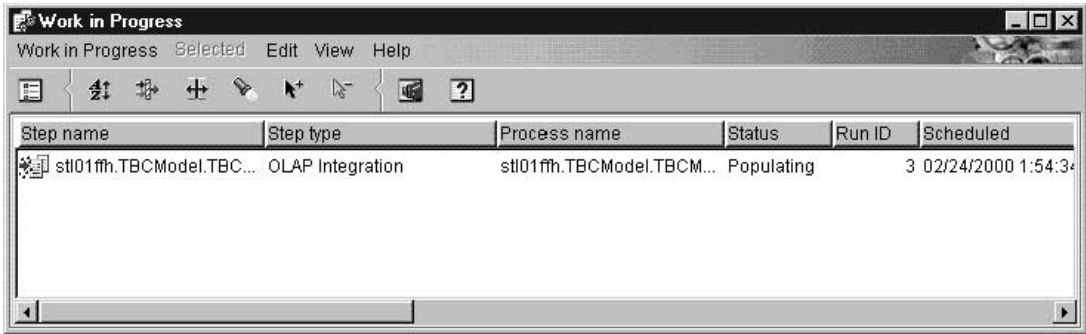 Work in Progress
Work in Progress Selected Edit View Help
Step name Step type Process name Status Run ID Scheduled
stl01ffh.TBCModel.TBC... OLAP Integration stl01ffh.TBCModel.TBCM... Populating 3 02/24/2000 1:54:34